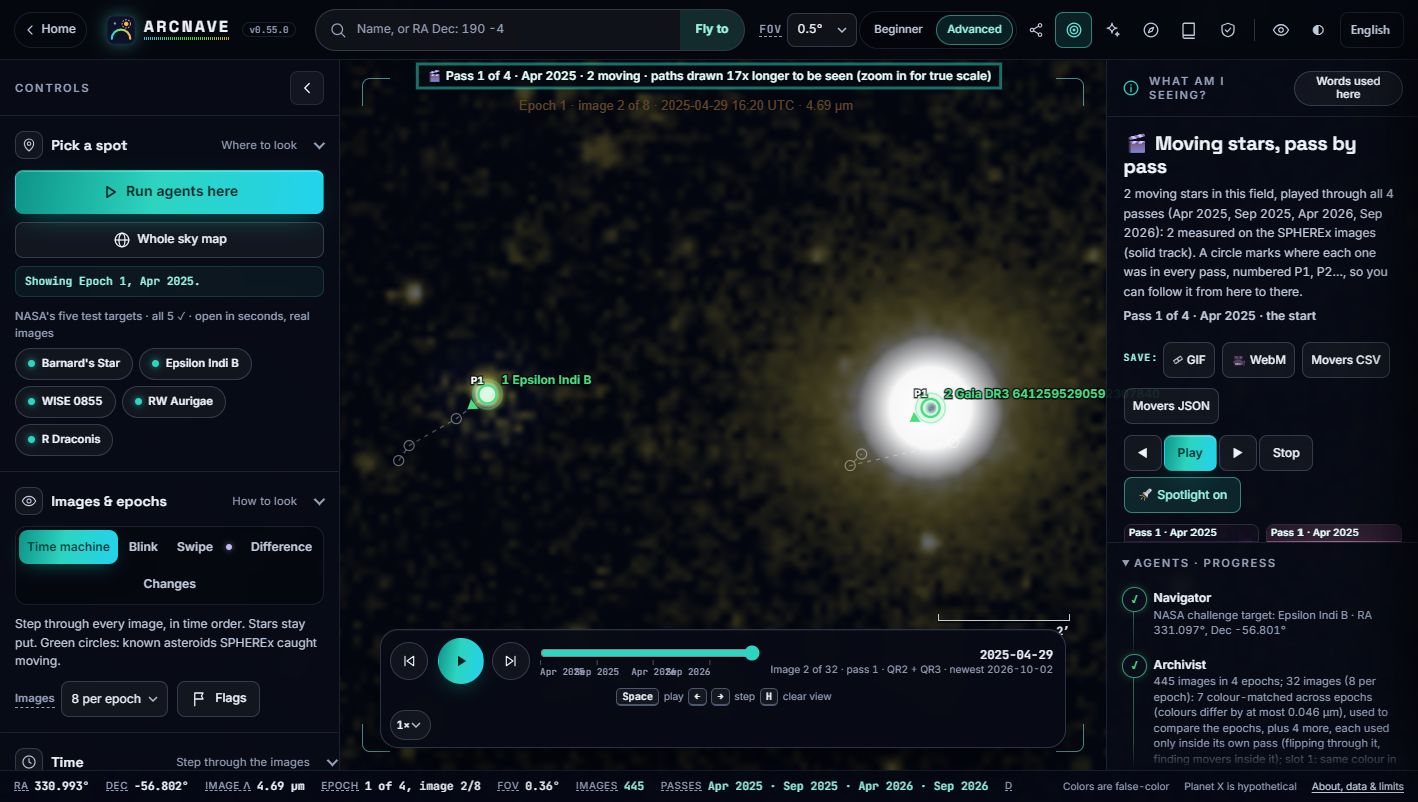 Home
ARCNAVE
v0.55.0
Name, or RA Dec: 190 -4
Fly to
FOV
0.5°
Beginner
Advanced
English
CONTROLS
Pick a spot
Where to look
Run agents here
Whole sky map
Showing Epoch 1, Apr 2025.
NASA's five test targets · all 5 ✓ · open in seconds, real
images
Barnard's Star
Epsilon Indi B
WISE 0855
RW Aurigae
R Draconis
Images & epochs
How to look
Time machine
Blink
Swipe
Difference
Changes
Step through every image, in time order. Stars stay
put. Green circles: known asteroids SPHEREx caught
moving.
Images
8 per epoch
Flags
Time
Step through the images
Pass 1 of 4 · Apr 2025 · 2 moving · paths drawn 17x longer to be seen (zoom in for true scale)
Epoch 1 · image 2 of 8 · 2025-04-29 16:20 UTC · 4.69 µm
P1
1 Epsilon Indi B
P1
2 Gaia DR3 641259529059
2'
Apr 2025
Sep 2025
Apr 2026
Sep 2026
2025-04-29
Image 2 of 32 · pass 1 · QR2 + QR3 · newest 2026-10-02
Space play ← → step H clear view
1×
WHAT AM I
SEEING?
Words used
here
Moving stars, pass by
pass
2 moving stars in this field, played through all 4
passes (Apr 2025, Sep 2025, Apr 2026, Sep
2026): 2 measured on the SPHEREx images
(solid track). A circle marks where each one
was in every pass, numbered P1, P2..., so you
can follow it from here to there.
Pass 1 of 4 · Apr 2025 · the start
SAVE:
GIF
WebM
Movers CSV
Movers JSON
Play
Stop
Spotlight on
Pass 1 · Apr 2025
Pass 1 · Apr 2025
AGENTS · PROGRESS
Navigator
NASA challenge target: Epsilon Indi B · RA
331.097°, Dec -56.801°
Archivist
445 images in 4 epochs; 32 images (8 per
epoch): 7 colour-matched across epochs
(colours differ by at most 0.046 µm), used to
compare the epochs, plus 4 more, each used
only inside its own pass (flipping through it,
finding movers inside it); slot 1: same colour in
RA 330.993°
DEC -56.802°
IMAGE Λ 4.69 µm
EPOCH 1 of 4, image 2/8
FOV 0.36°
IMAGES 445
PASSES Apr 2025 · Sep 2025 · Apr 2026 · Sep 2026
D
Colors are false-color
Planet X is hypothetical
About, data & limits